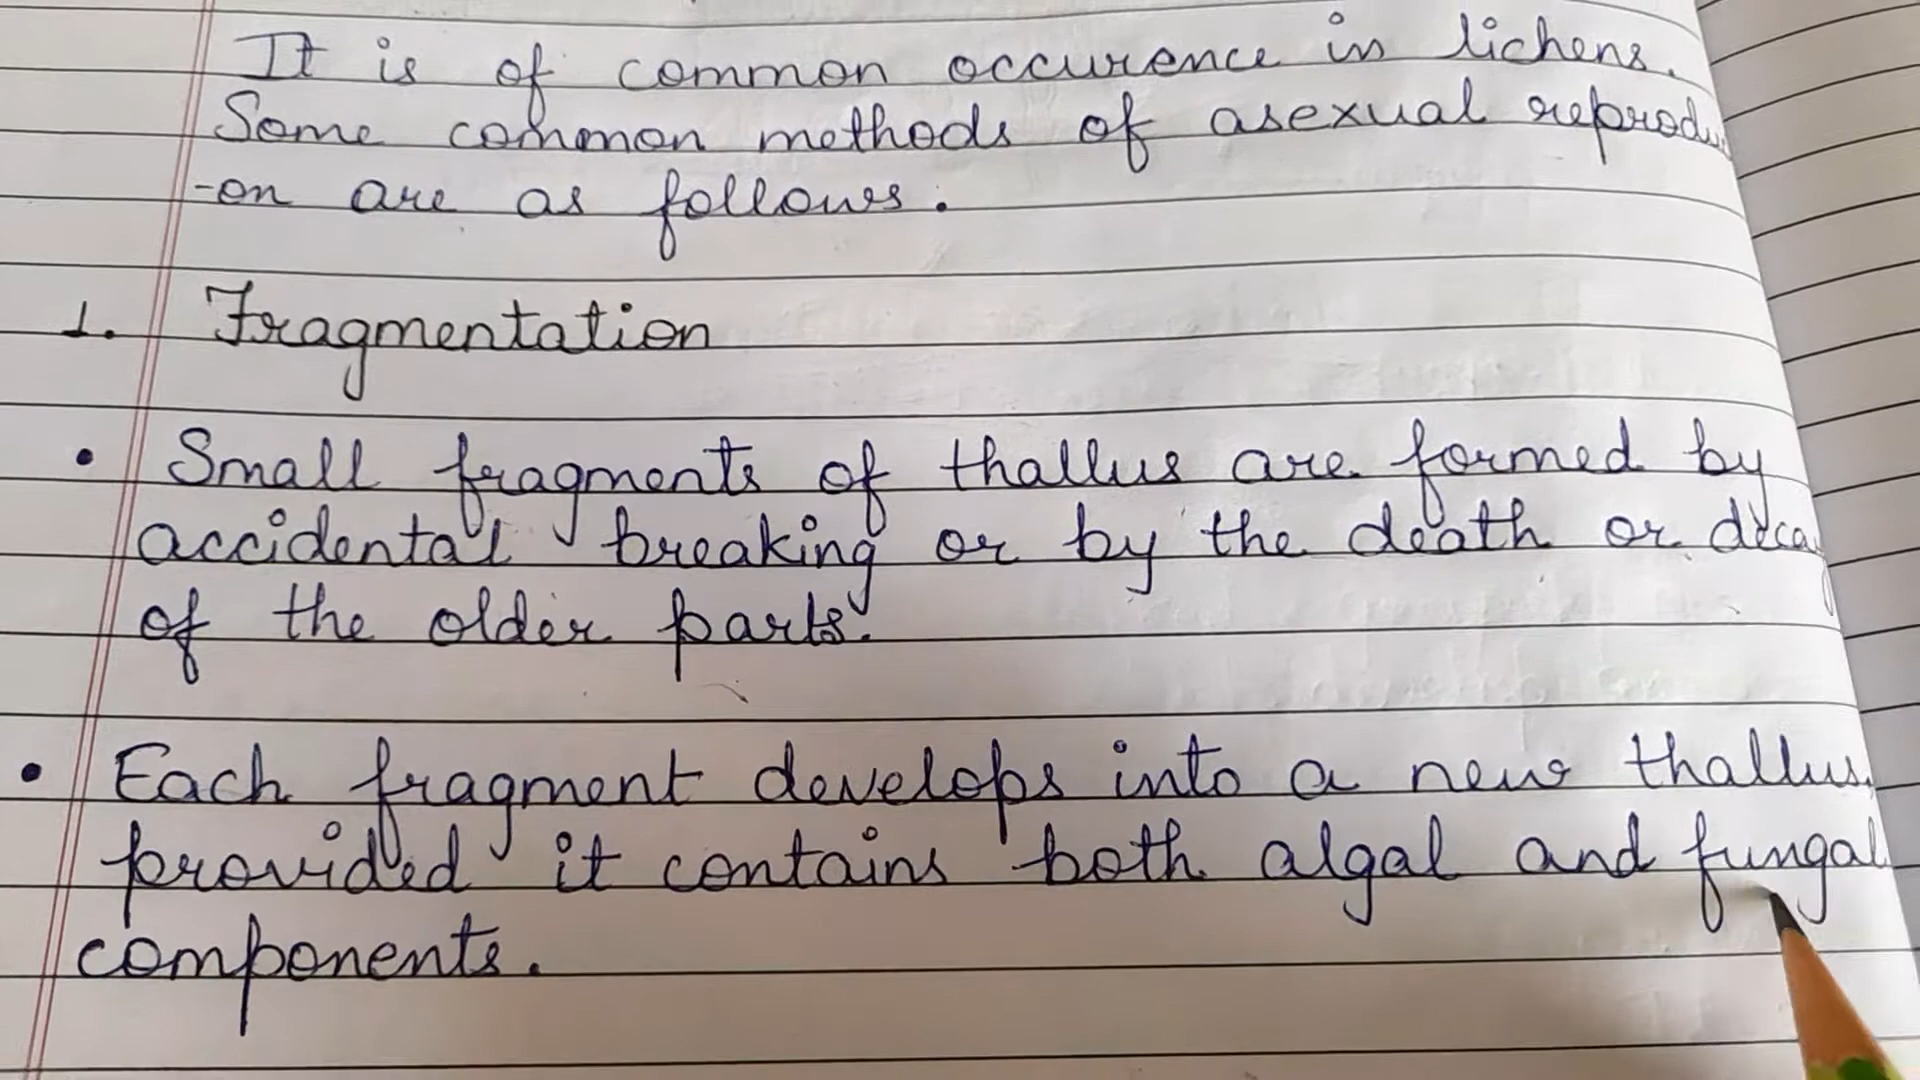 It is of common occurence in lichens.
Some common methods of asexual reprodu
-on are as follows.
1. Fragmentation
• Small fragments of thallus are formed by
accidental breaking or by the death or decay
of the older parts.
• Each fragment develops into a new thallus,
provided it contains both algal and fungal
components.